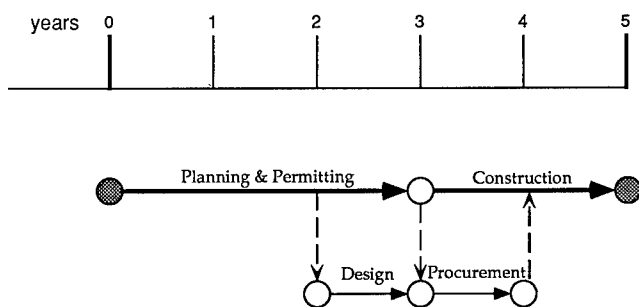 years 0 1 2 3 4 5
Planning & Permitting Construction
Design Procurement